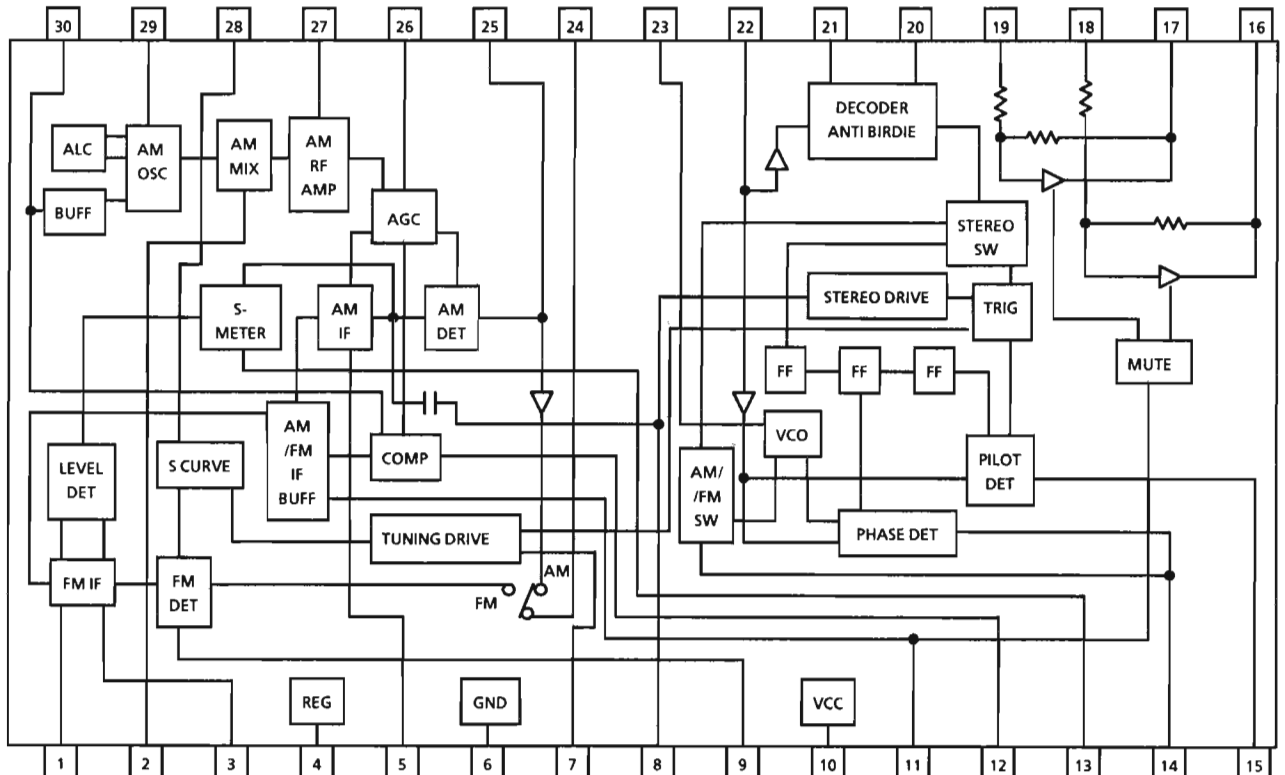 30 29 28 27 26 25 24 23 22 21 20 19 18 17 16
ALC
AM
OSC
AM
MIX
AM
RF
AMP
DECODER
ANTI BIRDIE
BUFF
AGC
STEREO
SW
S-
METER
AM
IF
AM
DET
STEREO DRIVE
TRIG
MUTE
FF FF FF
AM
/FM
IF
BUFF
COMP
VCO
LEVEL
DET
S CURVE
AM/
/FM
SW
PILOT
DET
TUNING DRIVE
PHASE DET
FM IF
FM
DET
AM
FM
REG
GND
VCC
1 2 3 4 5 6 7 8 9 10 11 12 13 14 15